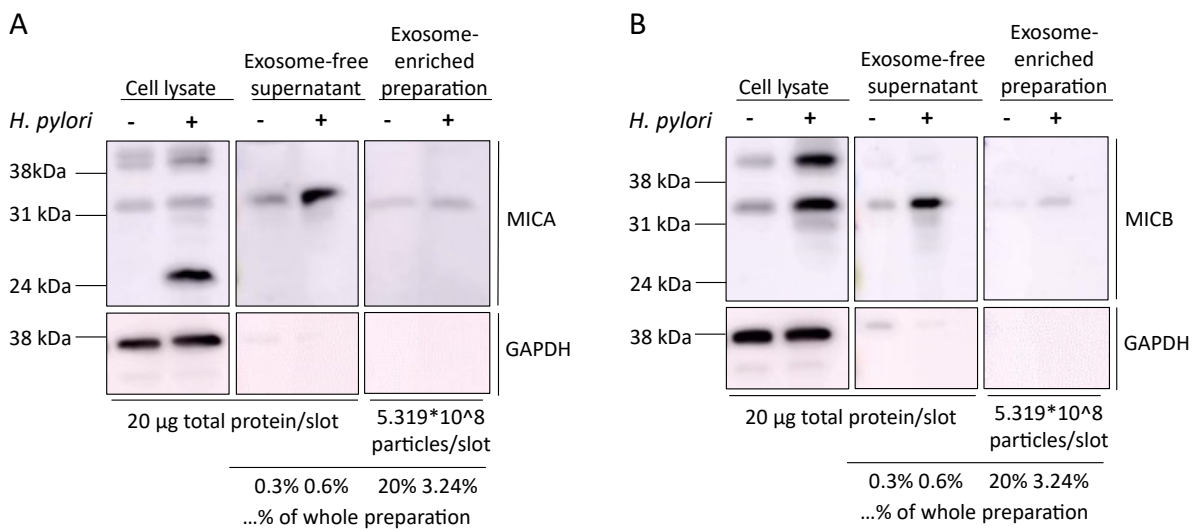 A
Cell lysate
Exosome-free
supernatant
Exosome-
enriched
preparation
H. pylori - + - + - +
38kDa
31 kDa
24 kDa
MICA
38 kDa
GAPDH
20 µg total protein/slot
5.319*10^8
particles/slot
0.3% 0.6% 20% 3.24%
...% of whole preparation
B
Cell lysate
Exosome-free
supernatant
Exosome-
enriched
preparation
H. pylori - + - + - +
38 kDa
31 kDa
24 kDa
MICB
38 kDa
GAPDH
20 µg total protein/slot
5.319*10^8
particles/slot
0.3% 0.6% 20% 3.24%
...% of whole preparation